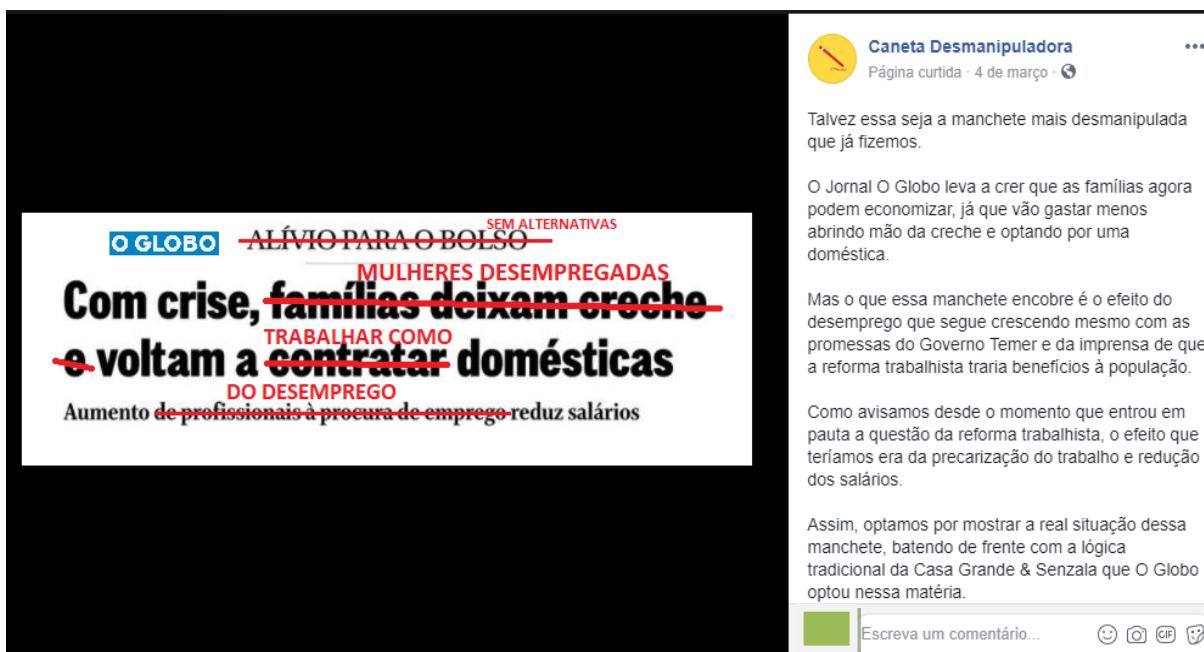 O GLOBO ALÍVIO PARA O BOLSO
SEM ALTERNATIVAS
MULHERES DESEMPREGADAS
Com crise, famílias deixam creche
TRABALHAR COMO
e voltam a contratar domésticas
DO DESEMPREGO
Aumento de profissionais à procura de emprego reduz salários
Caneta Desmanipuladora
Página curtida · 4 de março ·
Talvez essa seja a manchete mais desmanipulada
que já fizemos.
O Jornal O Globo leva a crer que as famílias agora
podem economizar, já que vão gastar menos
abrindo mão da creche e optando por uma
doméstica.
Mas o que essa manchete encobre é o efeito do
desemprego que segue crescendo mesmo com as
promessas do Governo Temer e da imprensa de que
a reforma trabalhista traria benefícios à população.
Como avisamos desde o momento que entrou em
pauta a questão da reforma trabalhista, o efeito que
teríamos era da precarização do trabalho e redução
dos salários.
Assim, optamos por mostrar a real situação dessa
manchete, batendo de frente com a lógica
tradicional da Casa Grande & Senzala que O Globo
optou nessa matéria.
Escreva um comentário...
GIF